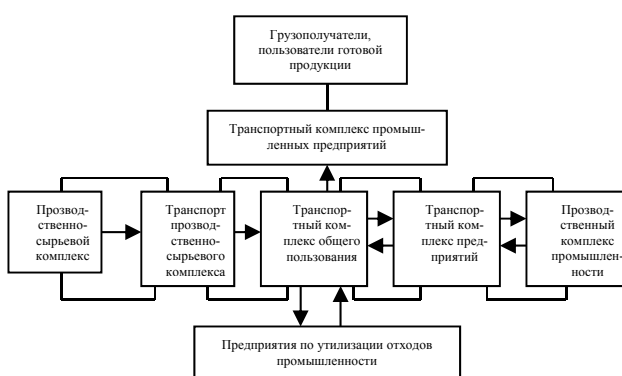 Грузополучатели,
пользователи готовой
продукции
Транспортный комплекс промыш-
ленных предприятий
Прозвод-
ственно-
сырьевой
комплекс
Транспорт
прозвод-
ственно-
сырьевого
комплекса
Транспор-
тный ком-
плекс общего
пользования
Транспор-
тный ком-
плекс пред-
приятий
Прозвод-
ственный
комплекс
промышлен-
ности
Предприятия по утилизации отходов
промышленности